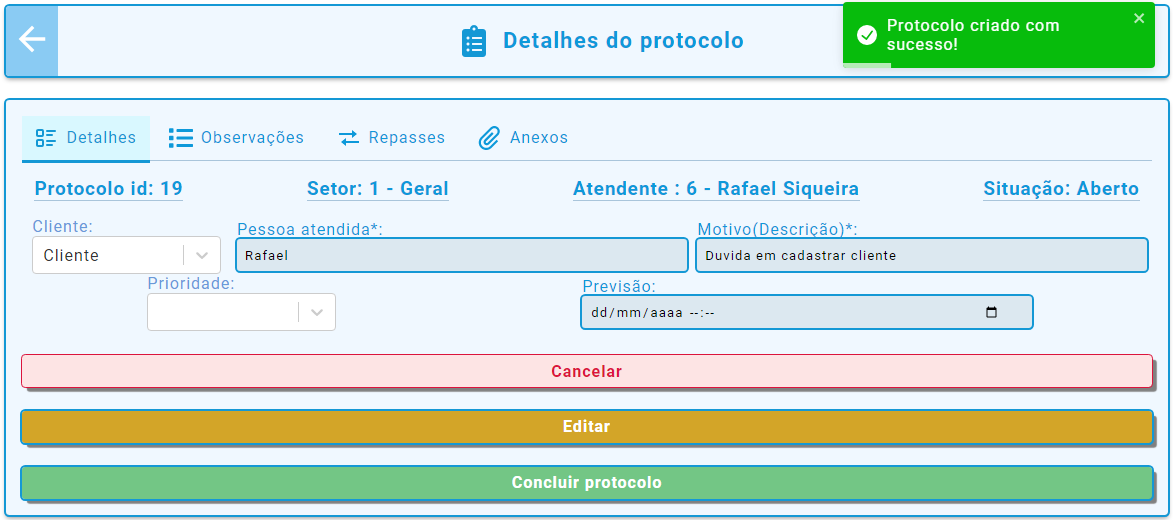 Detalhes do protocolo
Protocolo criado com
sucesso!
Detalhes
Observações
Repasses
Anexos
Protocolo id: 19
Setor: 1 - Geral
Atendente : 6 - Rafael Siqueira
Situação: Aberto
Cliente:
Cliente
Pessoa atendida*:
Rafael
Motivo(Descrição)*:
Duvida em cadastrar cliente
Prioridade:
Previsão:
dd/mm/aaaa --:--
Cancelar
Editar
Concluir protocolo